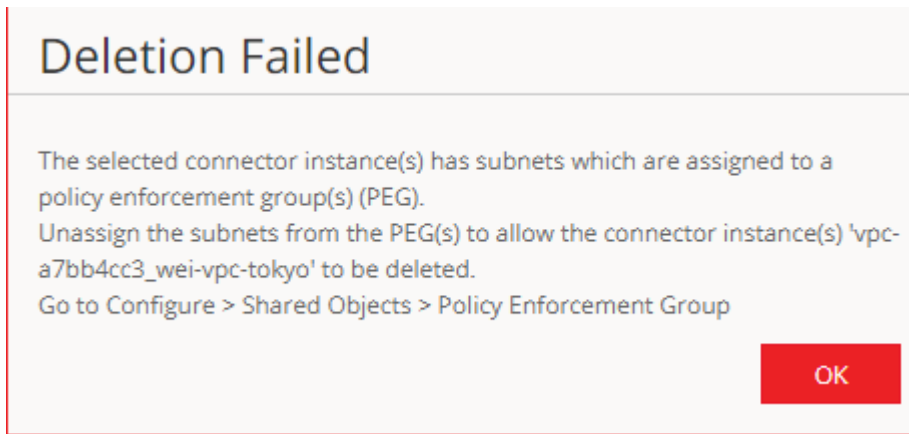 Deletion Failed
The selected connector instance(s) has subnets which are assigned to a
policy enforcement group(s) (PEG).
Unassign the subnets from the PEG(s) to allow the connector instance(s) 'vpc-
a7bb4cc3_wei-vpc-tokyo' to be deleted.
Go to Configure > Shared Objects > Policy Enforcement Group
OK